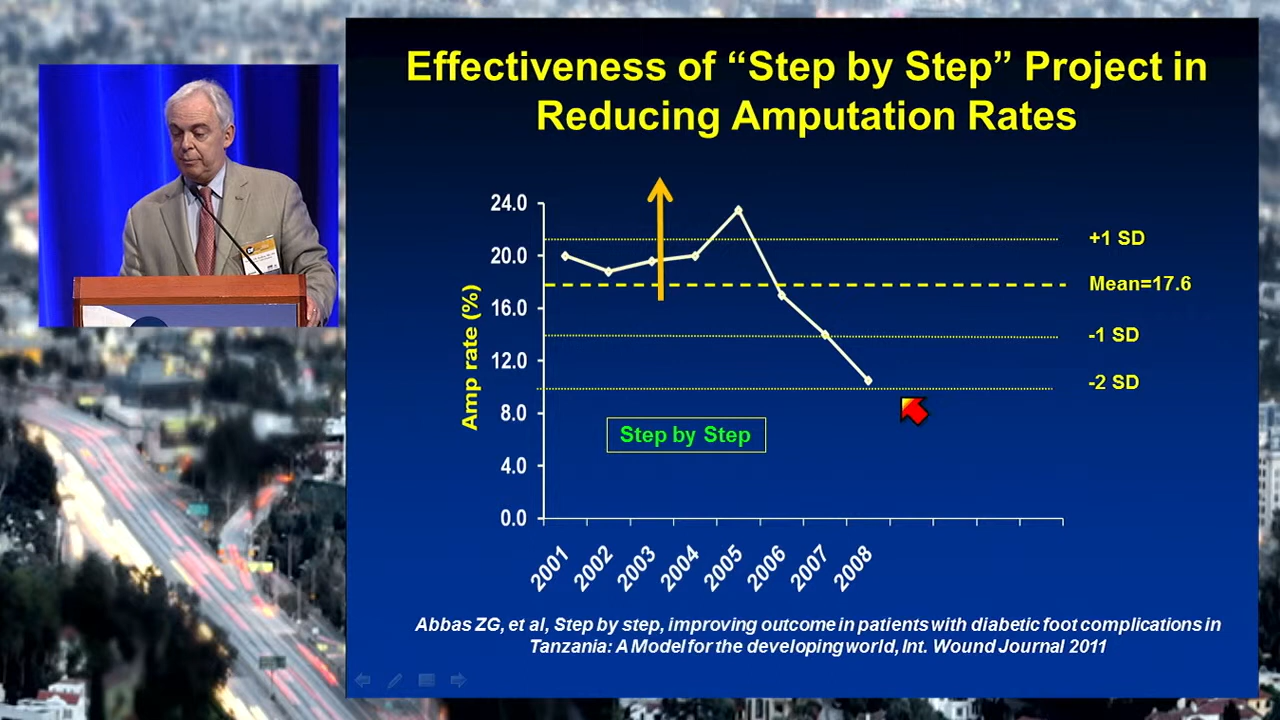 Effectiveness of “Step by Step” Project in
Reducing Amputation Rates
24.0
20.0
16.0
12.0
8.0
4.0
0.0
Amp rate (%)
+1 SD
Mean=17.6
-1 SD
-2 SD
Step by Step
2001
2002
2003
2004
2005
2006
2007
2008
Abbas ZG, et al, Step by step, improving outcome in patients with diabetic foot complications in
Tanzania: A Model for the developing world, Int. Wound Journal 2011